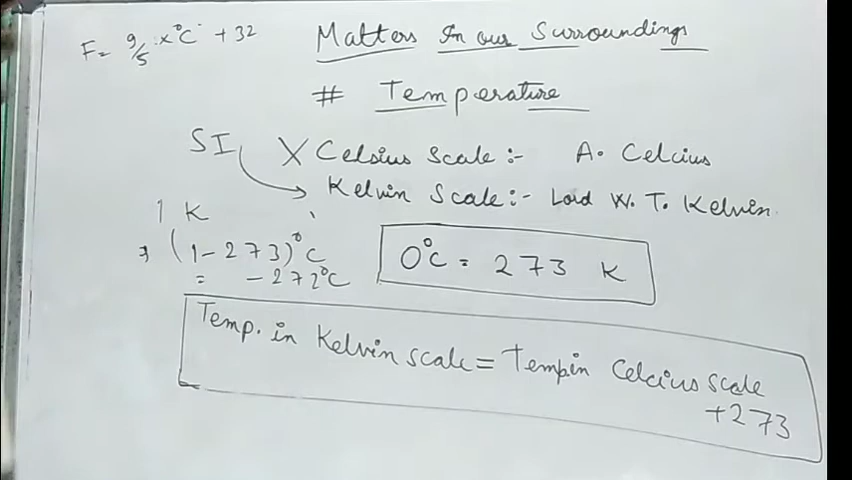 F = 9/5 × °C + 32
Matters In our Surroundings
# Temperature
SI
X Celsius Scale :- A. Celcius
Kelvin Scale :- Lord W. T. Kelvin
1 K
⇒ (1 - 273)°C
= - 272°C
0°C = 273 K
Temp. in Kelvin scale = Temp in Celcius scale
+ 273